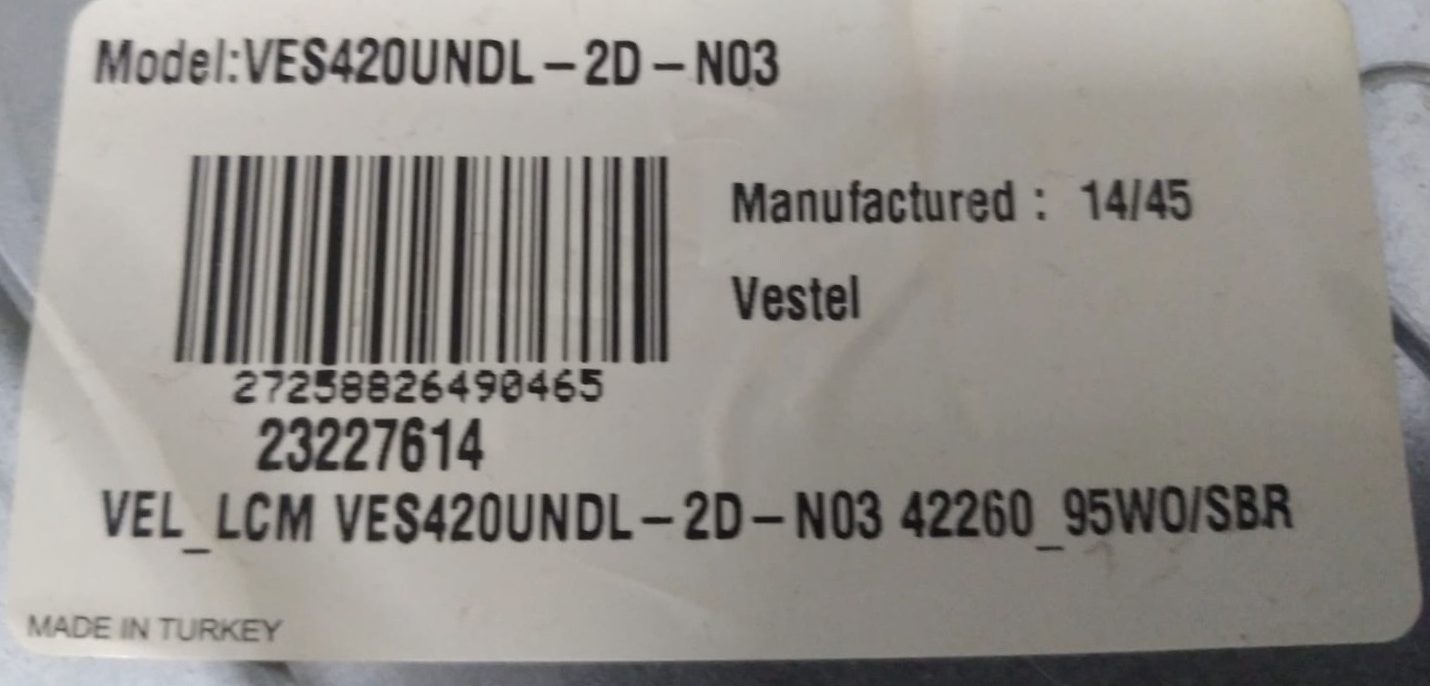 Model:VES420UNDL-2D-N03
Manufactured : 14/45
Vestel
27258826490465
23227614
VEL_LCM VES420UNDL-2D-N03 42260_95WO/SBR
MADE IN TURKEY